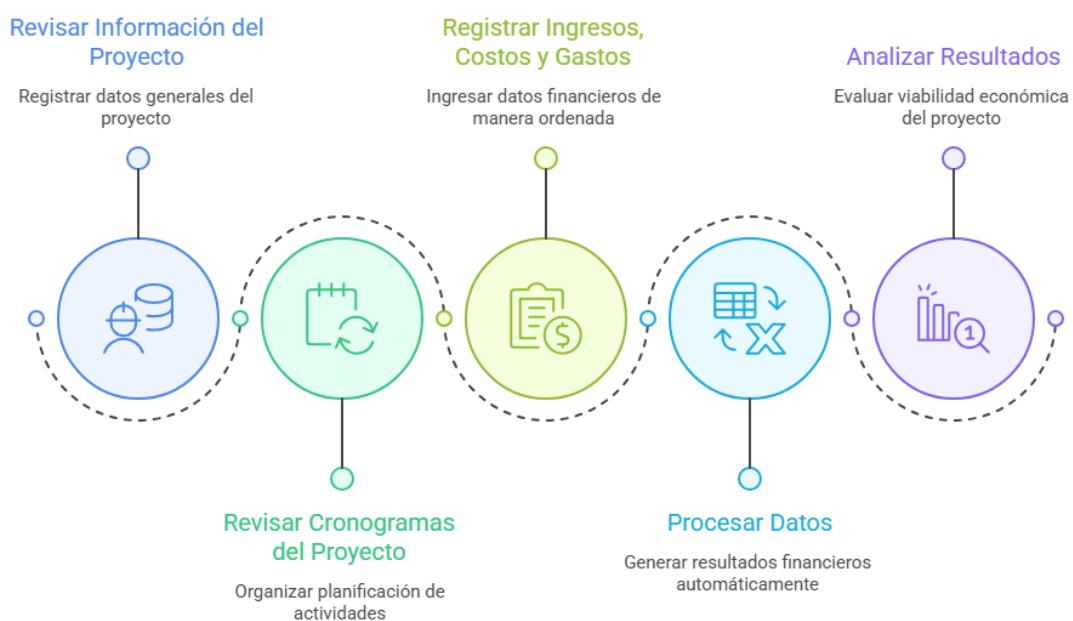 Revisar Información del
Proyecto
Registrar datos generales del
proyecto
Registrar Ingresos,
Costos y Gastos
Ingresar datos financieros de
manera ordenada
Analizar Resultados
Evaluar viabilidad económica
del proyecto
$
1
Revisar Cronogramas
del Proyecto
Organizar planificación de
actividades
Procesar Datos
Generar resultados financieros
automáticamente